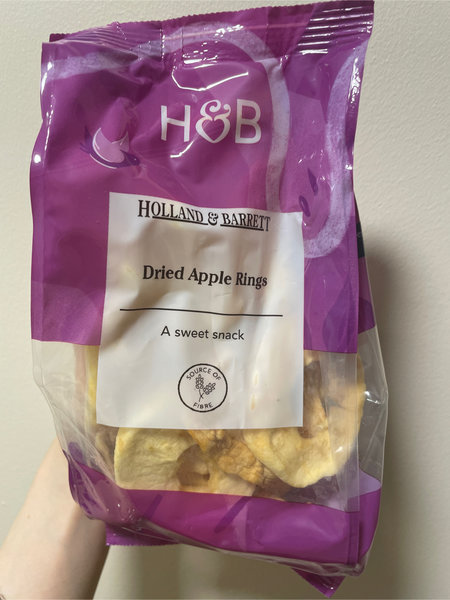 H&B
HOLLAND & BARRETT
Dried Apple Rings
A sweet snack
SOURCE OF
FIBRE